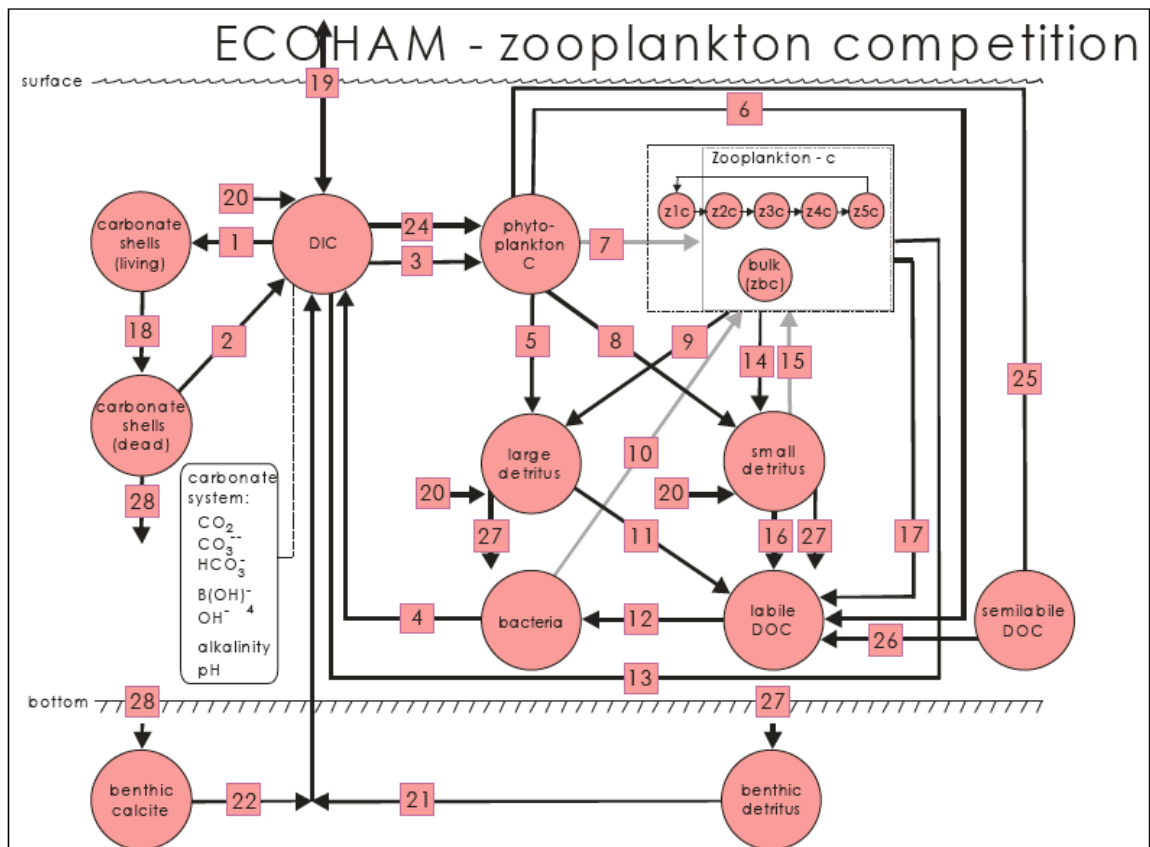 ECOHAM - zooplankton competition
surface
19
6
Zooplankton - c
z1c
z2c
z3c
z4c
z5c
20
carbonate
shells
(living)
1
DIC
24
3
phyto-
plankton
C
7
bulk
(zbc)
18
2
5
8
9
14
15
25
carbonate
shells
(dead)
large
detritus
10
small
detritus
28
carbonate
system:
CO2
CO3--
HCO3-
B(OH)-4
OH-
alkalinity
pH
20
27
20
11
16
27
17
4
bacteria
12
labile
DOC
26
semilabile
DOC
13
bottom
28
27
benthic
calcite
22
21
benthic
detritus